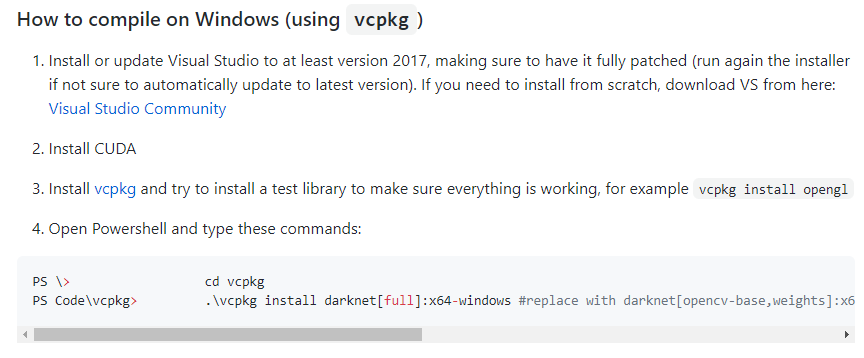 How to compile on Windows (using vcpkg )
1. Install or update Visual Studio to at least version 2017, making sure to have it fully patched (run again the installer
if not sure to automatically update to latest version). If you need to install from scratch, download VS from here:
Visual Studio Community
2. Install CUDA
3. Install vcpkg and try to install a test library to make sure everything is working, for example vcpkg install opengl
4. Open Powershell and type these commands:
PS \> cd vcpkg
PS Code\vcpkg> .\vcpkg install darknet[full]:x64-windows #replace with darknet[opencv-base,weights]:x6